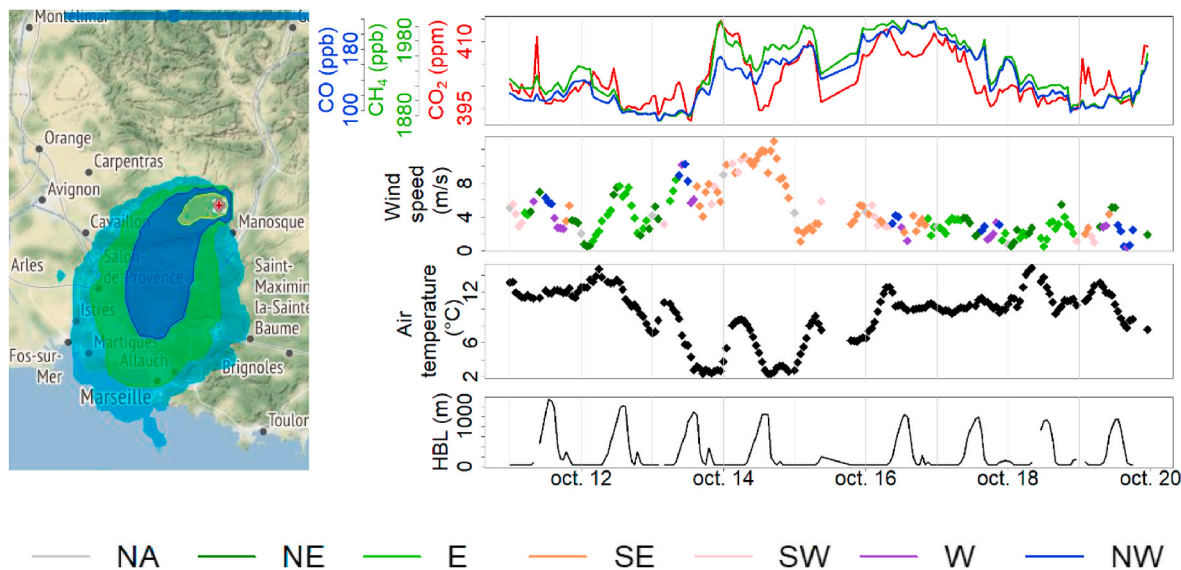 Montélimar
G
Orange
Carpentras
Avignon
Cavaillon
Manosque
Arles
Salon-
de-Provence
Saint-
Maximin
la-Sainte
Baume
Istres
Fos-sur-
Mer
Martigues
Allauch
Brignoles
Marseille
Toulon
CO (ppb)
100 180
CH4 (ppb)
1880 1980
CO2 (ppm)
395 410
Wind
speed
(m/s)
8
4
0
Air
temperature
(°C)
12
6
2
HBL (m)
1000
0
oct. 12 oct. 14 oct. 16 oct. 18 oct. 20
NA NE E SE SW W NW